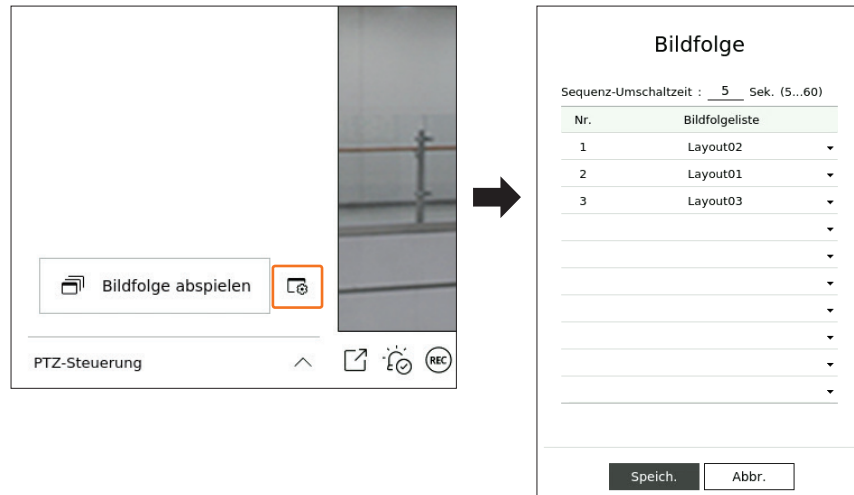 Bildfolge abspielen
PTZ-Steuerung
REC
Bildfolge
Sequenz-Umschaltzeit : 5 Sek. (5...60)
Nr. Bildfolgeliste
1 Layout02
2 Layout01
3 Layout03
Speich. Abbr.